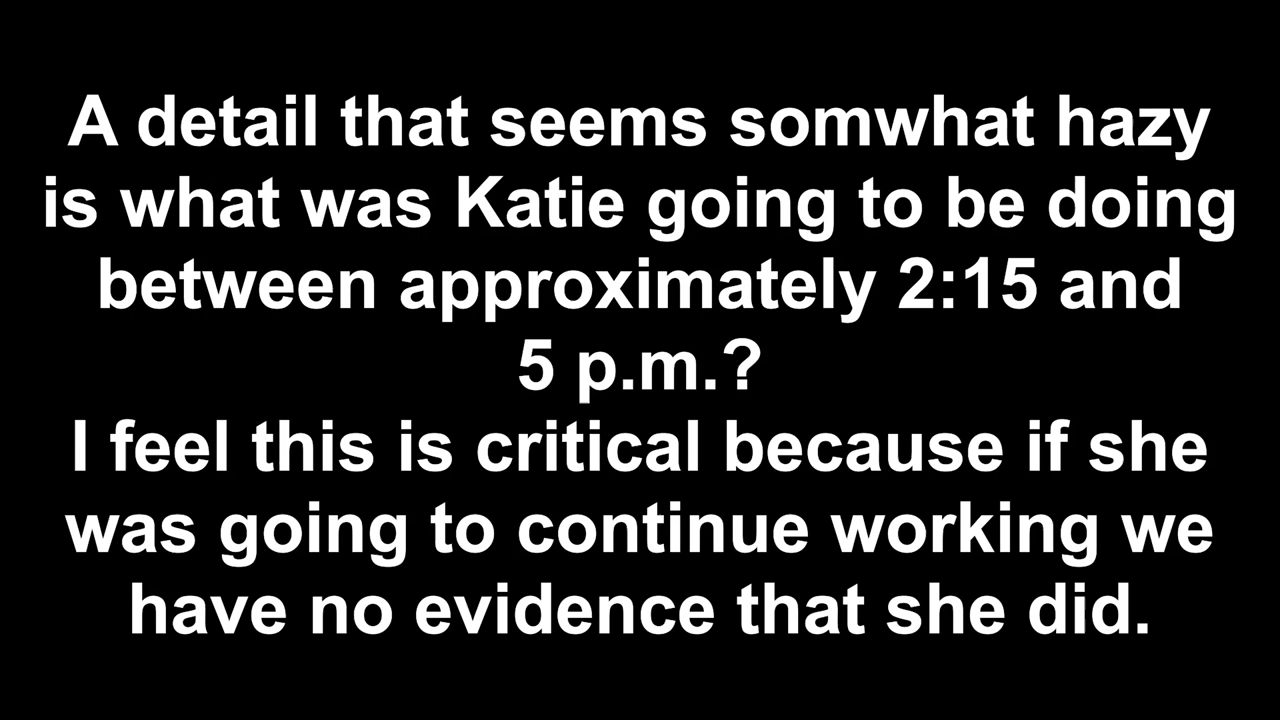 A detail that seems somwhat hazy
is what was Katie going to be doing
between approximately 2:15 and
5 p.m.?
I feel this is critical because if she
was going to continue working we
have no evidence that she did.